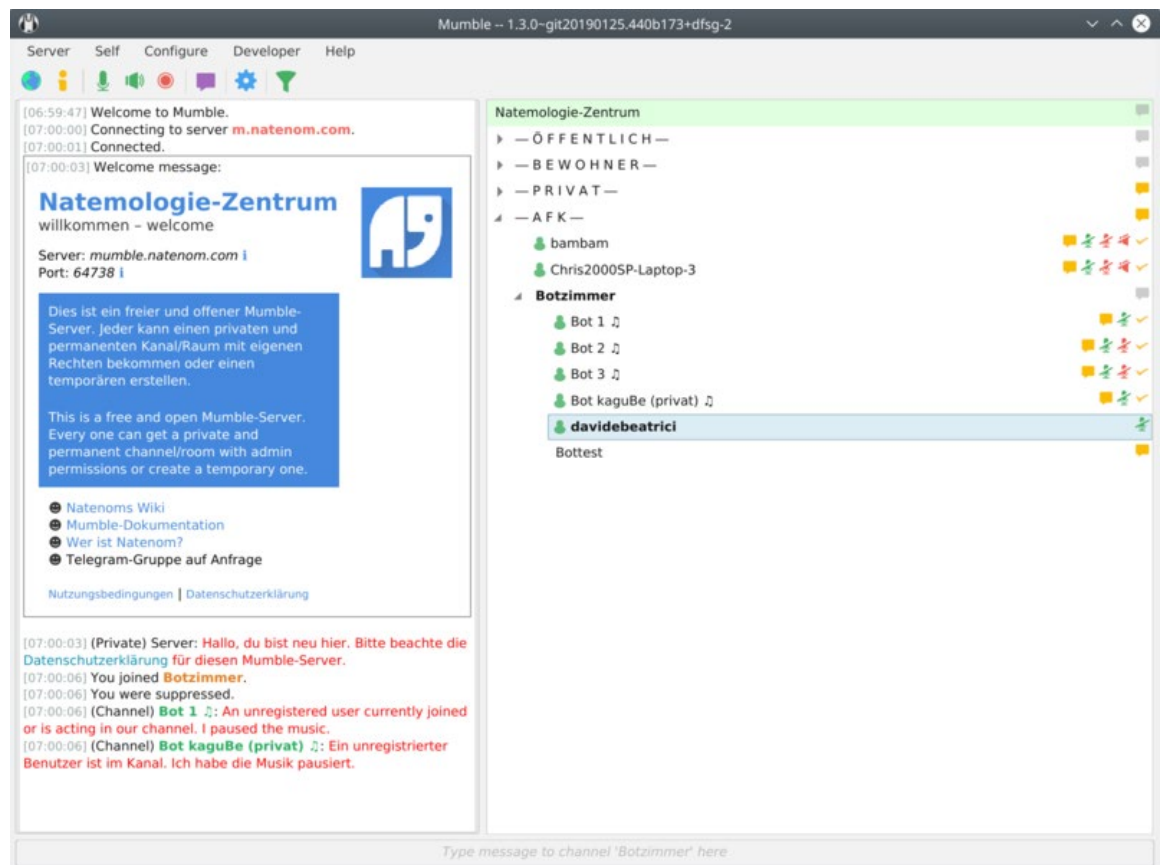 Mumble -- 1.3.0~git20190125.440b173+dfsg-2
Server Self Configure Developer Help
[06:59:47] Welcome to Mumble.
[07:00:00] Connecting to server m.natenom.com.
[07:00:01] Connected.
[07:00:03] Welcome message:
Natemologie-Zentrum
willkommen – welcome
Server: mumble.natenom.com i
Port: 64738 i
Dies ist ein freier und offener Mumble-
Server. Jeder kann einen privaten und
permanenten Kanal/Raum mit eigenen
Rechten bekommen oder einen
temporären erstellen.
This is a free and open Mumble-Server.
Every one can get a private and
permanent channel/room with admin
permissions or create a temporary one.
☻ Natenoms Wiki
☻ Mumble-Dokumentation
☻ Wer ist Natenom?
☻ Telegram-Gruppe auf Anfrage
Nutzungsbedingungen | Datenschutzerklärung
[07:00:03] (Private) Server: Hallo, du bist neu hier. Bitte beachte die
Datenschutzerklärung für diesen Mumble-Server.
[07:00:06] You joined Botzimmer.
[07:00:06] You were suppressed.
[07:00:06] (Channel) Bot 1 ♫: An unregistered user currently joined
or is acting in our channel. I paused the music.
[07:00:06] (Channel) Bot kaguBe (privat) ♫: Ein unregistrierter
Benutzer ist im Kanal. Ich habe die Musik pausiert.
Natemologie-Zentrum
— Ö F F E N T L I C H —
— B E W O H N E R —
— P R I V A T —
— A F K —
bambam
Chris2000SP-Laptop-3
Botzimmer
Bot 1 ♫
Bot 2 ♫
Bot 3 ♫
Bot kaguBe (privat) ♫
davidebeatrici
Bottest
Type message to channel 'Botzimmer' here